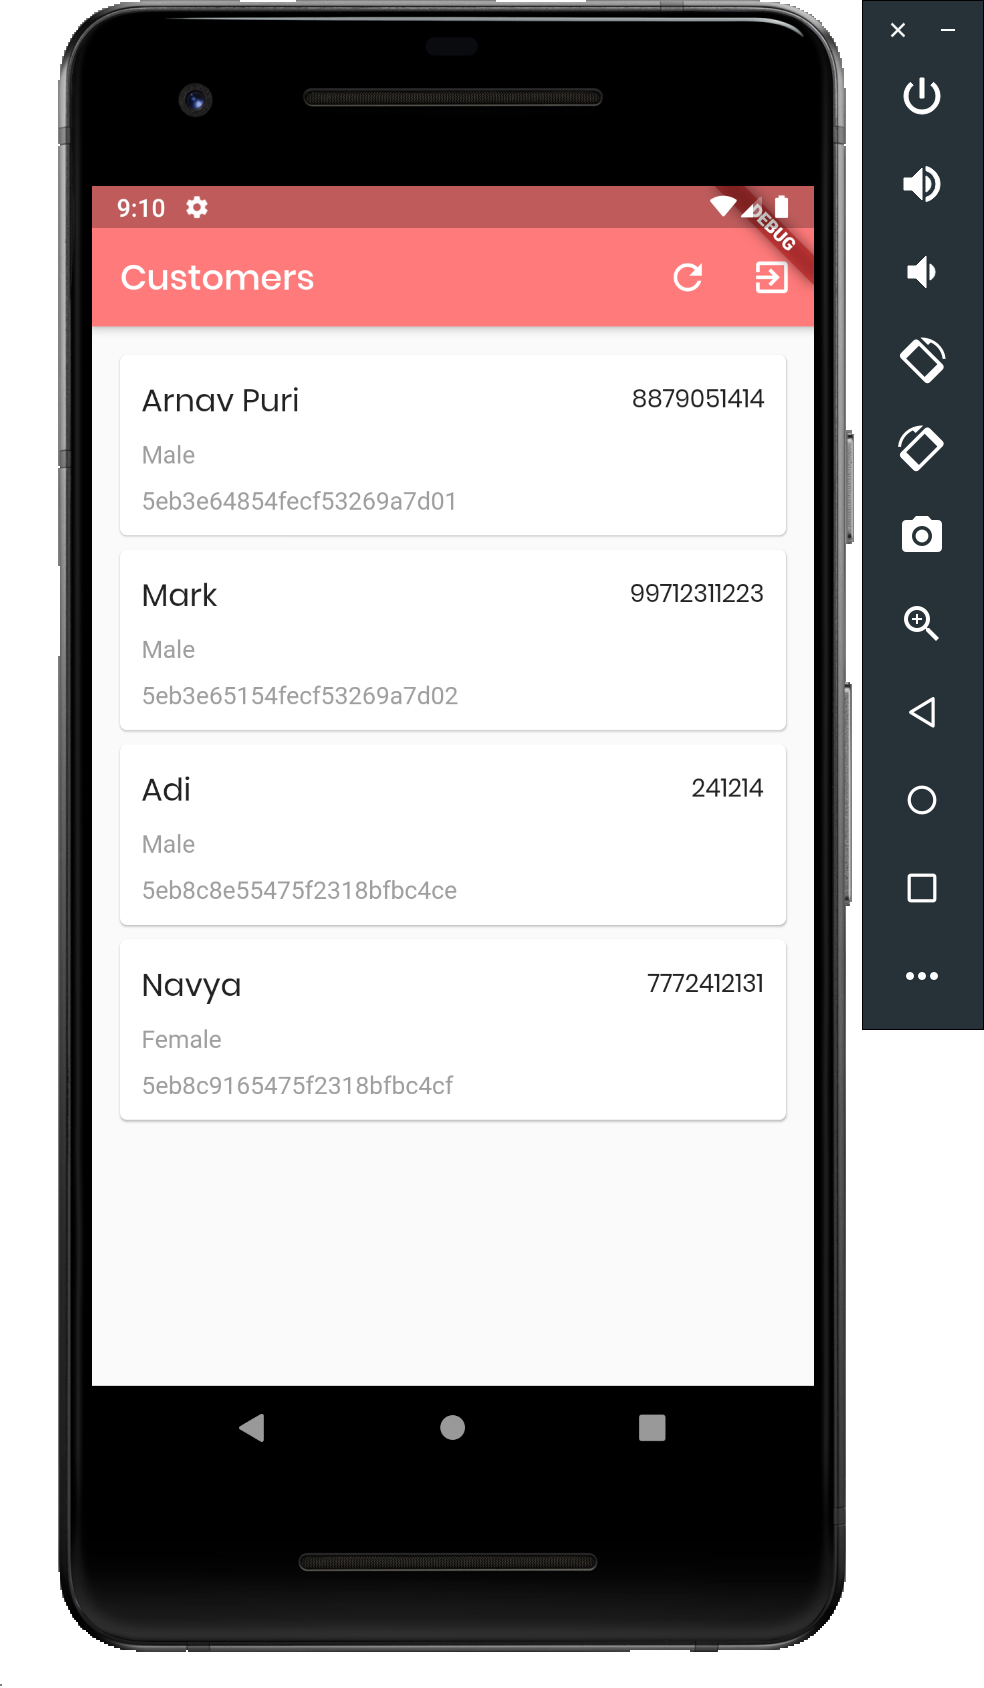 9:10
DEBUG
Customers
Arnav Puri 8879051414
Male
5eb3e64854fecf53269a7d01
Mark 99712311223
Male
5eb3e65154fecf53269a7d02
Adi 241214
Male
5eb8c8e55475f2318bfbc4ce
Navya 7772412131
Female
5eb8c9165475f2318bfbc4cf